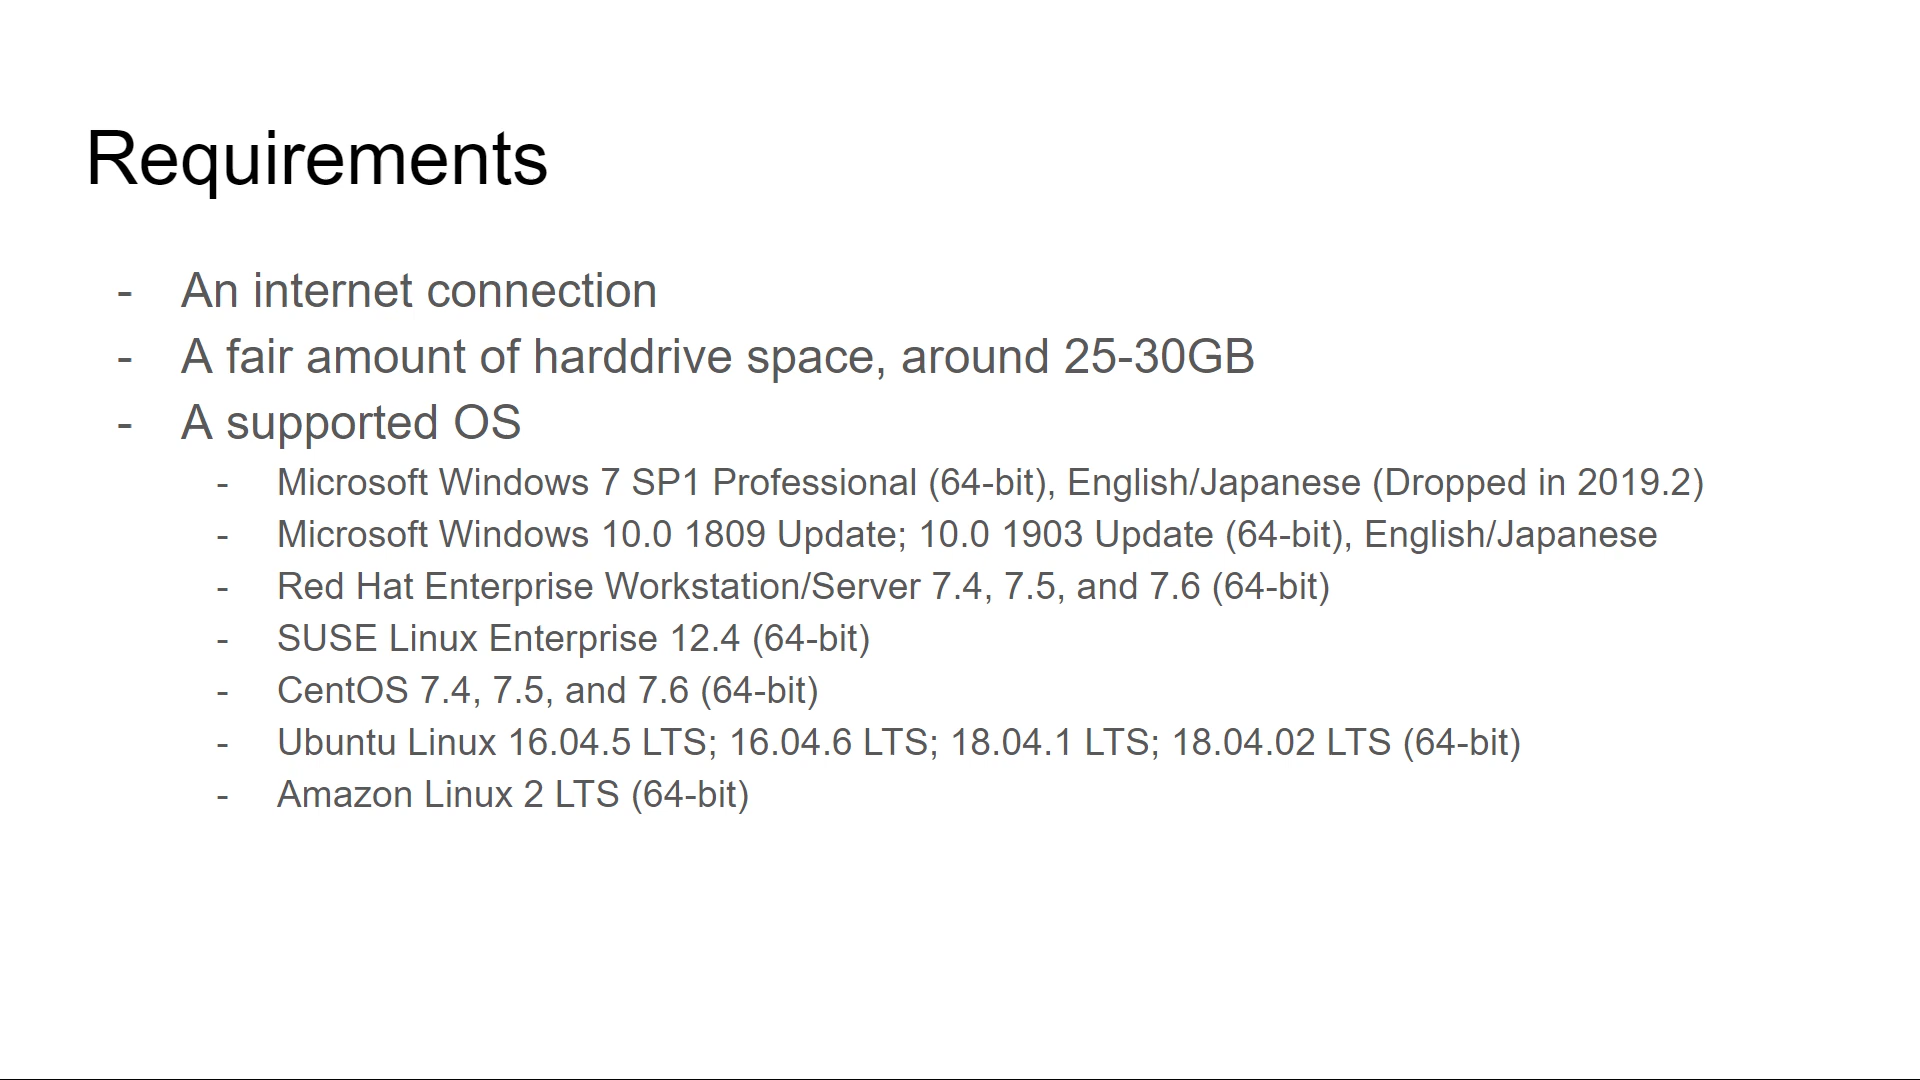 Requirements
- An internet connection
- A fair amount of harddrive space, around 25-30GB
- A supported OS
- Microsoft Windows 7 SP1 Professional (64-bit), English/Japanese (Dropped in 2019.2)
- Microsoft Windows 10.0 1809 Update; 10.0 1903 Update (64-bit), English/Japanese
- Red Hat Enterprise Workstation/Server 7.4, 7.5, and 7.6 (64-bit)
- SUSE Linux Enterprise 12.4 (64-bit)
- CentOS 7.4, 7.5, and 7.6 (64-bit)
- Ubuntu Linux 16.04.5 LTS; 16.04.6 LTS; 18.04.1 LTS; 18.04.02 LTS (64-bit)
- Amazon Linux 2 LTS (64-bit)